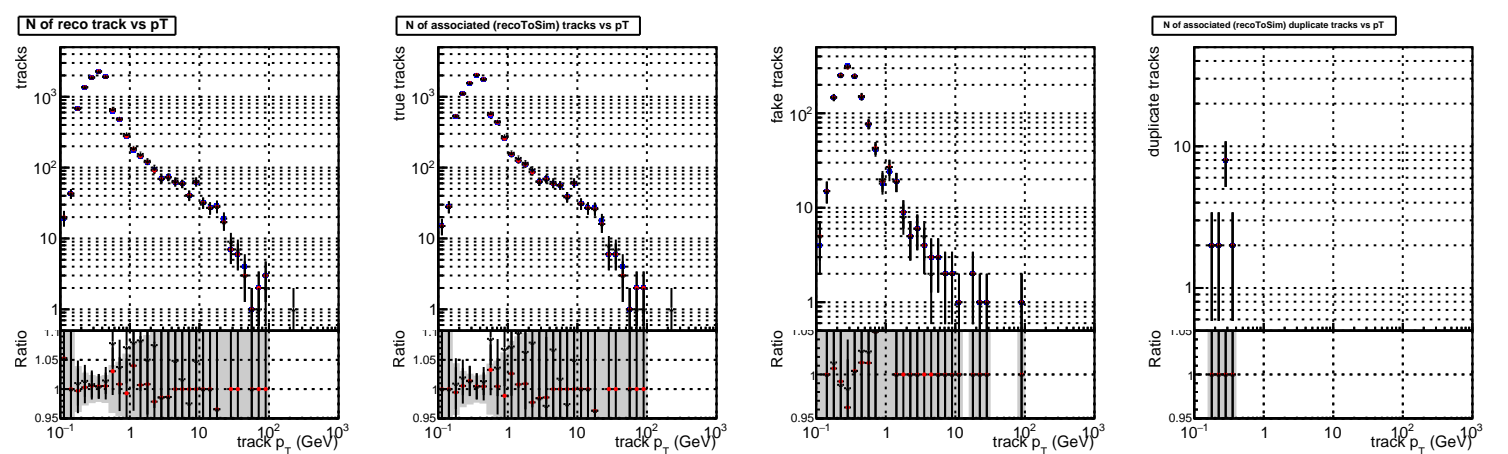 N of reco track vs pT
tracks
10³
10²
10
1
Ratio
1.1
1.05
1
0.95
10⁻¹ 1 10 10² 10³
track p_T (GeV)
N of associated (recoToSim) tracks vs pT
true tracks
10³
10²
10
1
Ratio
1.1
1.05
1
0.95
10⁻¹ 1 10 10² 10³
track p_T (GeV)
fake tracks
10²
10
1
Ratio
1.05
1
0.95
10⁻¹ 1 10 10² 10³
track p_T (GeV)
N of associated (recoToSim) duplicate tracks vs pT
duplicate tracks
10
1
Ratio
1.05
1
0.95
10⁻¹ 1 10 10² 10³
track p_T (GeV)